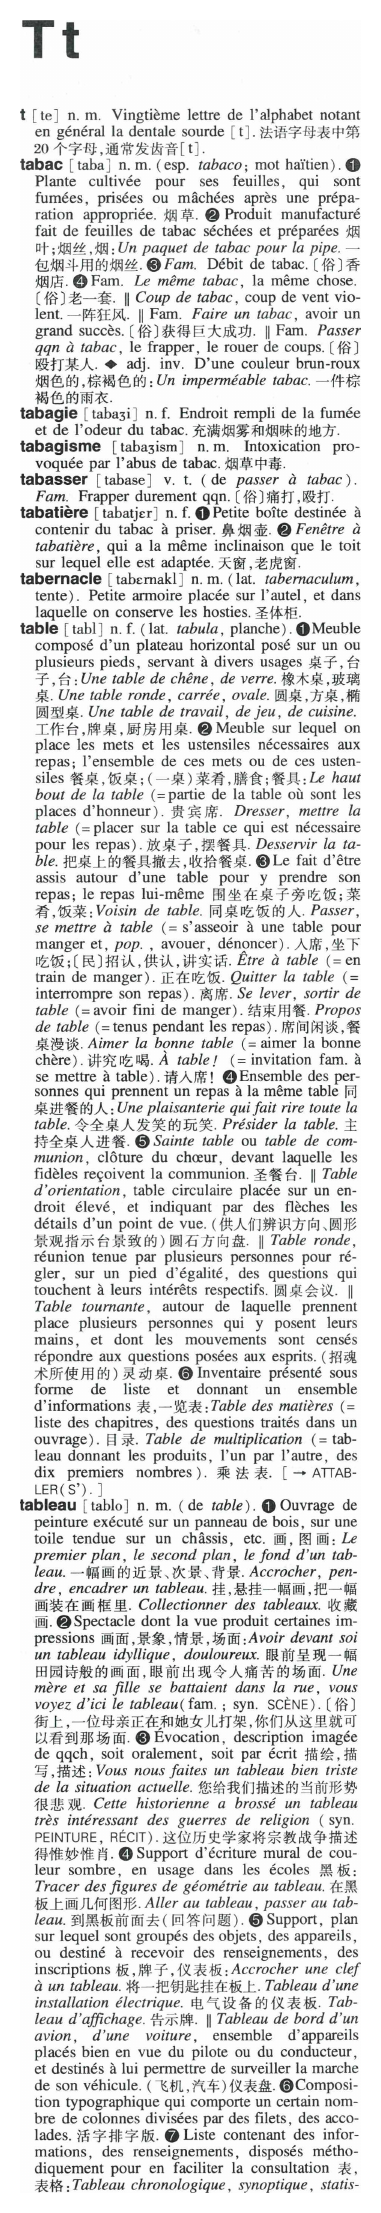 T t
t [te] n. m. Vingtième lettre de l'alphabet notant
en général la dentale sourde [t]. 法语字母表中第
20 个字母,通常发齿音[t].
tabac [taba] n. m. (esp. tabaco; mot haïtien). ❶
Plante cultivée pour ses feuilles, qui sont
fumées, prisées ou mâchées après une prépa-
ration appropriée. 烟草. ❷ Produit manufacturé
fait de feuilles de tabac séchées et préparées 烟
叶;烟丝,烟: Un paquet de tabac pour la pipe. 一
包烟斗用的烟丝. ❸ Fam. Débit de tabac. 〔俗〕香
烟店. ❹ Fam. Le même tabac, la même chose.
〔俗〕老一套. ‖ Coup de tabac, coup de vent vio-
lent. 一阵狂风. ‖ Fam. Faire un tabac, avoir un
grand succès. 〔俗〕获得巨大成功. ‖ Fam. Passer
qqn à tabac, le frapper, le rouer de coups. 〔俗〕
殴打某人. ◆ adj. inv. D'une couleur brun-roux
烟色的,棕褐色的: Un imperméable tabac. 一件棕
褐色的雨衣.
tabagie [tabaʒi] n. f. Endroit rempli de la fumée
et de l'odeur du tabac. 充满烟雾和烟味的地方.
tabagisme [tabaʒism] n. m. Intoxication pro-
voquée par l'abus de tabac. 烟草中毒.
tabasser [tabase] v. t. (de passer à tabac).
Fam. Frapper durement qqn. 〔俗〕痛打,殴打.
tabatière [tabatjɛr] n. f. ❶ Petite boîte destinée à
contenir du tabac à priser. 鼻烟壶. ❷ Fenêtre à
tabatière, qui a la même inclinaison que le toit
sur lequel elle est adaptée. 天窗,老虎窗.
tabernacle [tabɛrnakl] n. m. (lat. tabernaculum,
tente). Petite armoire placée sur l'autel, et dans
laquelle on conserve les hosties. 圣体柜.
table [tabl] n. f. (lat. tabula, planche). ❶ Meuble
composé d'un plateau horizontal posé sur un ou
plusieurs pieds, servant à divers usages 桌子,台
子,台: Une table de chêne, de verre. 橡木桌,玻璃
桌. Une table ronde, carrée, ovale. 圆桌,方桌,椭
圆型桌. Une table de travail, de jeu, de cuisine.
工作台,牌桌,厨房用桌. ❷ Meuble sur lequel on
place les mets et les ustensiles nécessaires aux
repas; l'ensemble de ces mets ou de ces usten-
siles 餐桌,饭桌;(一桌)菜肴,膳食;餐具: Le haut
bout de la table (= partie de la table où sont les
places d'honneur). 贵宾席. Dresser, mettre la
table (= placer sur la table ce qui est nécessaire
pour les repas). 放桌子,摆餐具. Desservir la ta-
ble. 把桌上的餐具撤去,收拾餐桌. ❸ Le fait d'être
assis autour d'une table pour y prendre son
repas; le repas lui-même 围坐在桌子旁吃饭;菜
肴,饭菜: Voisin de table. 同桌吃饭的人. Passer,
se mettre à table (= s'asseoir à une table pour
manger et, pop., avouer, dénoncer). 入席,坐下
吃饭;〔民〕招认,供认,讲实话. Être à table (= en
train de manger). 正在吃饭. Quitter la table (=
interrompre son repas). 离席. Se lever, sortir de
table (= avoir fini de manger). 结束用餐. Propos
de table (= tenus pendant les repas). 席间闲谈,餐
桌漫谈. Aimer la bonne table (= aimer la bonne
chère). 讲究吃喝. À table! (= invitation fam. à
se mettre à table). 请入席! ❹ Ensemble des per-
sonnes qui prennent un repas à la même table 同
桌进餐的人: Une plaisanterie qui fait rire toute la
table. 令全桌人发笑的玩笑. Présider la table. 主
持全桌人进餐. ❺ Sainte table ou table de com-
munion, clôture du chœur, devant laquelle les
fidèles reçoivent la communion. 圣餐台. ‖ Table
d'orientation, table circulaire placée sur un en-
droit élevé, et indiquant par des flèches les
détails d'un point de vue. (供人们辨识方向、圆形
景观指示台景致的)圆石方向盘. ‖ Table ronde,
réunion tenue par plusieurs personnes pour ré-
gler, sur un pied d'égalité, des questions qui
touchent à leurs intérêts respectifs. 圆桌会议. ‖
Table tournante, autour de laquelle prennent
place plusieurs personnes qui y posent leurs
mains, et dont les mouvements sont censés
répondre aux questions posées aux esprits. (招魂
术所使用的)灵动桌. ❻ Inventaire présenté sous
forme de liste et donnant un ensemble
d'informations 表,一览表: Table des matières (=
liste des chapitres, des questions traités dans un
ouvrage). 目录. Table de multiplication (= tab-
leau donnant les produits, l'un par l'autre, des
dix premiers nombres). 乘法表. [→ ATTAB-
LER(S').]
tableau [tablo] n. m. (de table). ❶ Ouvrage de
peinture exécuté sur un panneau de bois, sur une
toile tendue sur un châssis, etc. 画,图画: Le
premier plan, le second plan, le fond d'un tab-
leau. 一幅画的近景、次景、背景. Accrocher, pen-
dre, encadrer un tableau. 挂,悬挂一幅画,把一幅
画装在画框里. Collectionner des tableaux. 收藏
画. ❷ Spectacle dont la vue produit certaines im-
pressions 画面,景象,情景,场面: Avoir devant soi
un tableau idyllique, douloureux. 眼前呈现一幅
田园诗般的画面,眼前出现令人痛苦的场面. Une
mère et sa fille se battaient dans la rue, vous
voyez d'ici le tableau (fam.; syn. SCÈNE). 〔俗〕
街上,一位母亲正在和她女儿打架,你们从这里就可
以看到那场面. ❸ Évocation, description imagée
de qqch, soit oralement, soit par écrit 描绘,描
写,描述: Vous nous faites un tableau bien triste
de la situation actuelle. 您给我们描述的当前形势
很悲观. Cette historienne a brossé un tableau
très intéressant des guerres de religion (syn.
PEINTURE, RÉCIT). 这位历史学家将宗教战争描述
得惟妙惟肖. ❹ Support d'écriture mural de cou-
leur sombre, en usage dans les écoles 黑板:
Tracer des figures de géométrie au tableau. 在黑
板上画几何图形. Aller au tableau, passer au tab-
leau. 到黑板前面去(回答问题). ❺ Support, plan
sur lequel sont groupés des objets, des appareils,
ou destiné à recevoir des renseignements, des
inscriptions 板,牌子,仪表板: Accrocher une clef
à un tableau. 将一把钥匙挂在板上. Tableau d'une
installation électrique. 电气设备的仪表板. Tab-
leau d'affichage. 告示牌. ‖ Tableau de bord d'un
avion, d'une voiture, ensemble d'appareils
placés bien en vue du pilote ou du conducteur,
et destinés à lui permettre de surveiller la marche
de son véhicule. (飞机,汽车)仪表盘. ❻ Composi-
tion typographique qui comporte un certain nom-
bre de colonnes divisées par des filets, des acco-
lades. 活字排字版. ❼ Liste contenant des infor-
mations, des renseignements, disposés métho-
diquement pour en faciliter la consultation 表,
表格: Tableau chronologique, synoptique, statis-